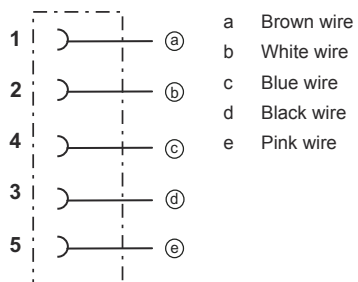 1 ⓐ
2 ⓑ
4 ⓒ
3 ⓓ
5 ⓔ
a Brown wire
b White wire
c Blue wire
d Black wire
e Pink wire